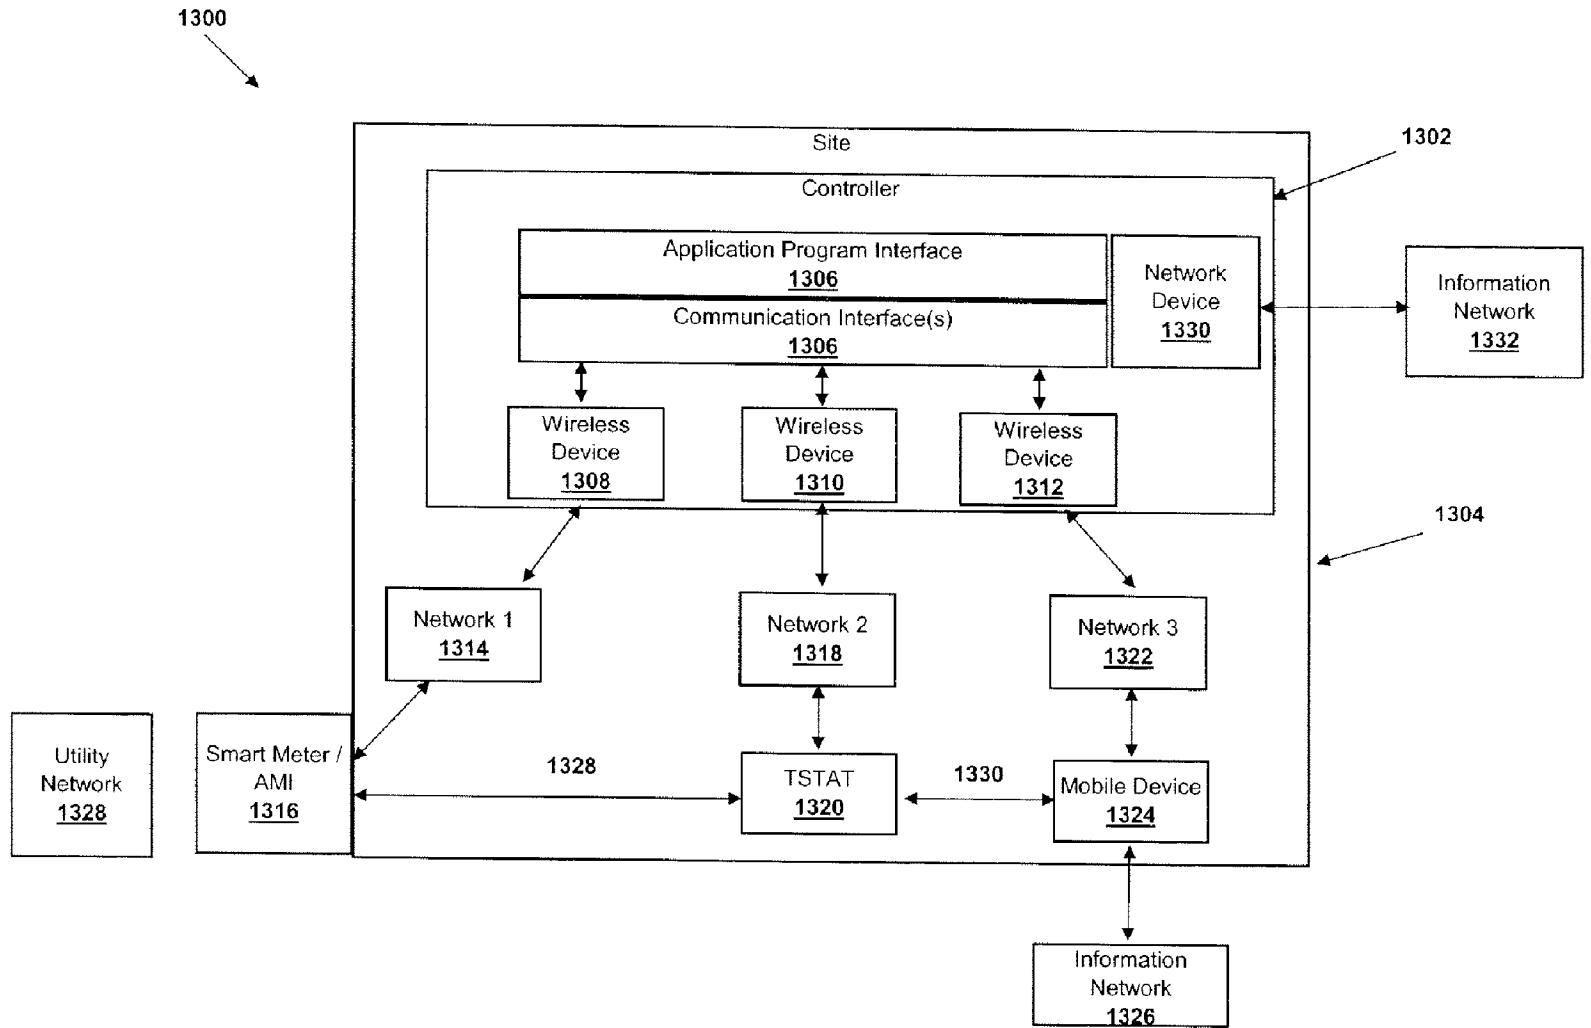 1300
Site
1302
Controller
Application Program Interface
1306
Communication Interface(s)
1306
Network
Device
1330
Information
Network
1332
Wireless
Device
1308
Wireless
Device
1310
Wireless
Device
1312
1304
Network 1
1314
Network 2
1318
Network 3
1322
Utility
Network
1328
Smart Meter /
AMI
1316
1328
TSTAT
1320
1330
Mobile Device
1324
Information
Network
1326